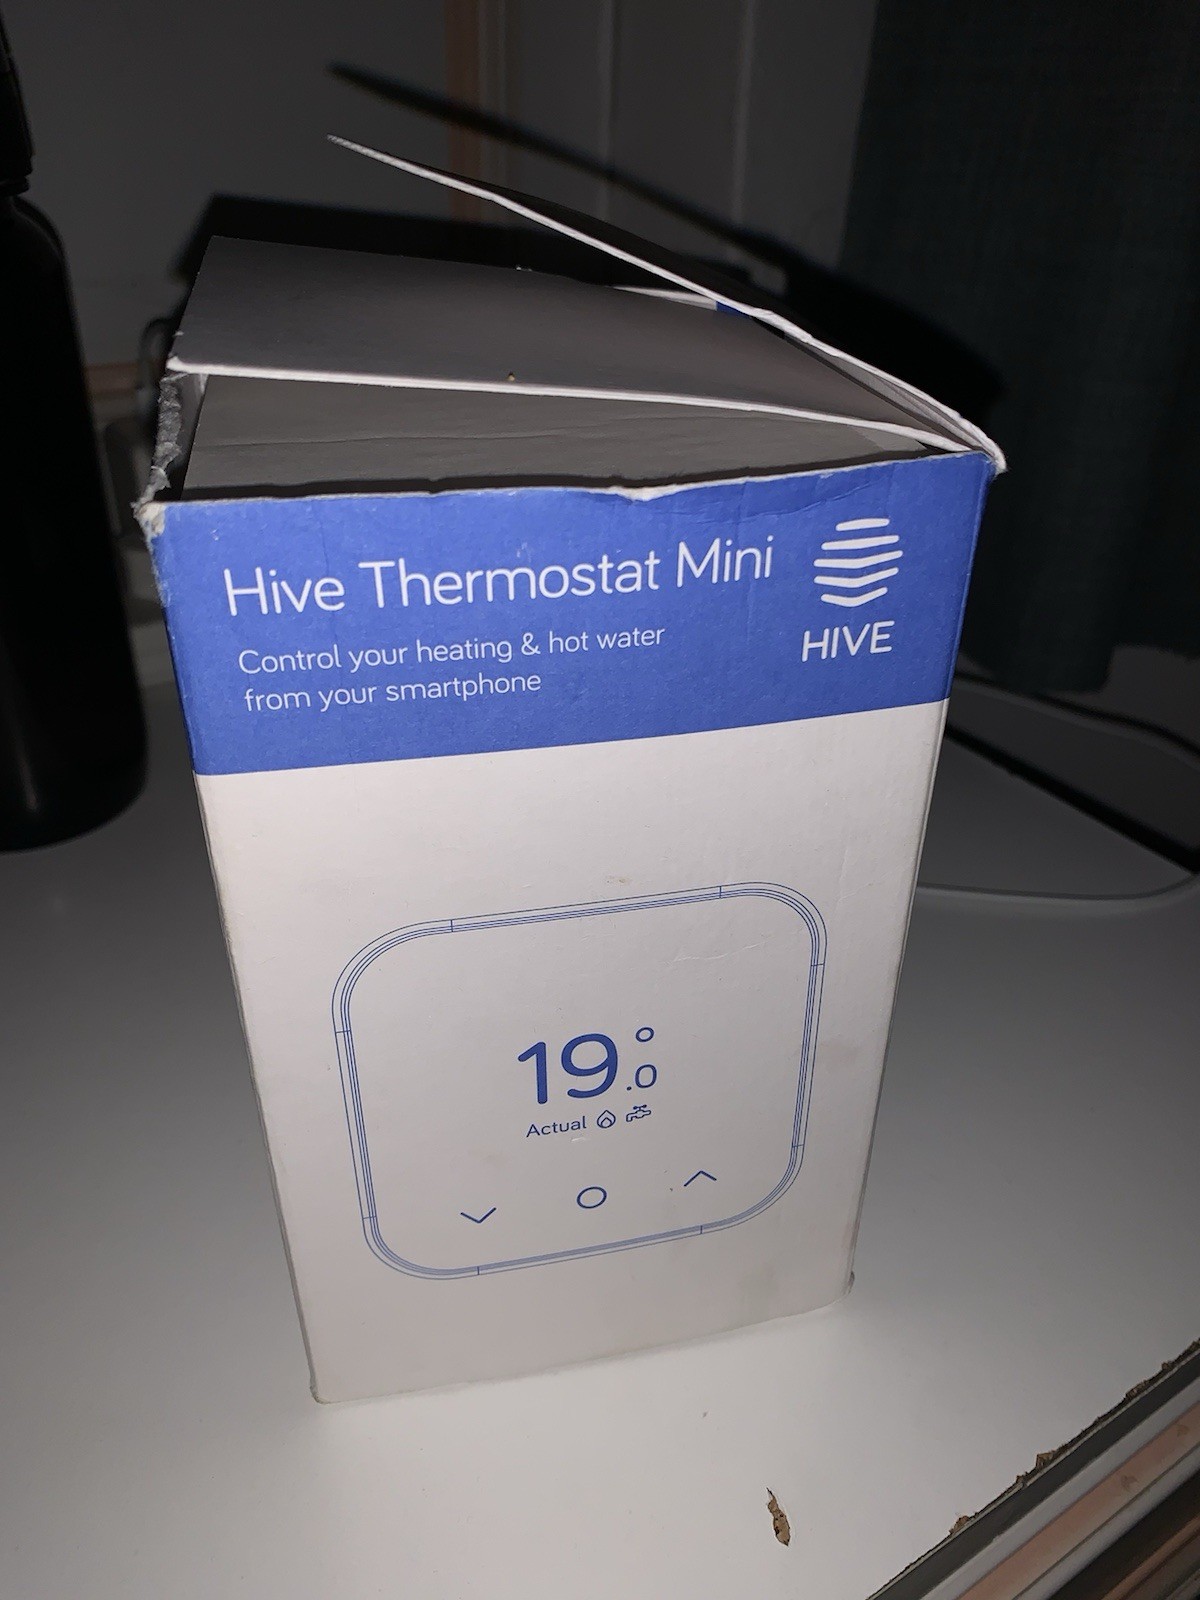 Hive Thermostat Mini
Control your heating & hot water
from your smartphone
HIVE
19.0°
Actual